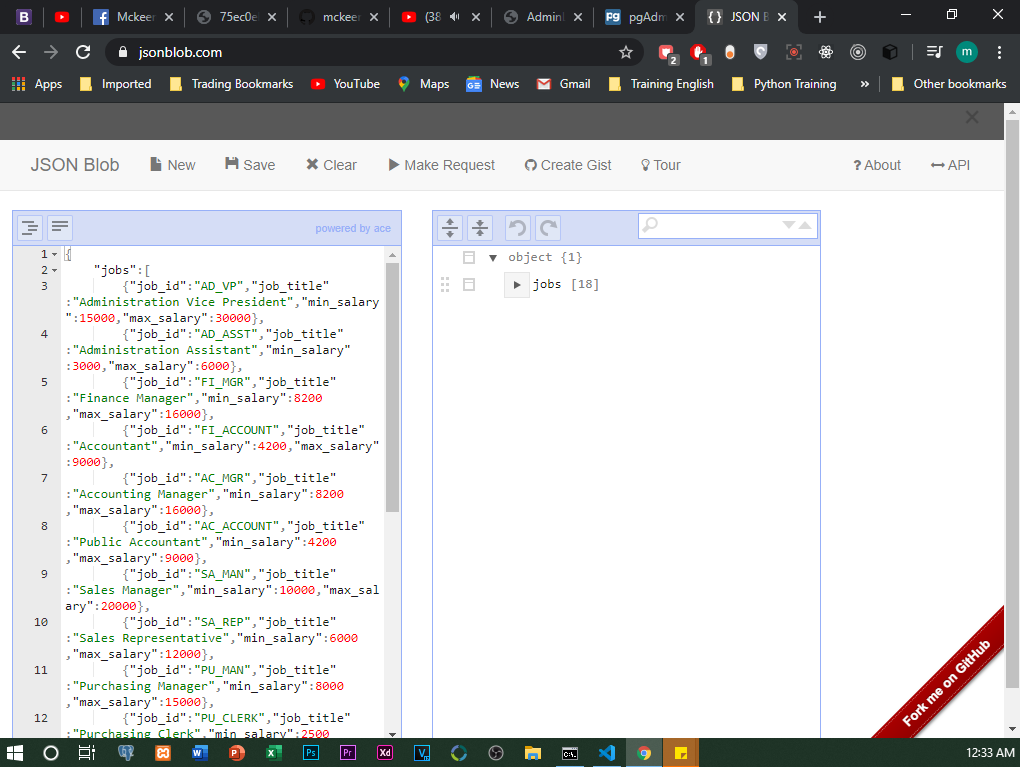 Mckeer
75ec0e
mckeer
(38
Admin
pgAdm
JSON B
jsonblob.com
2
1
m
Apps
Imported
Trading Bookmarks
YouTube
Maps
News
Gmail
Training English
Python Training
»
Other bookmarks
JSON Blob
New
Save
Clear
Make Request
Create Gist
Tour
? About
API
powered by ace
1 {
2 "jobs":[
3 {"job_id":"AD_VP","job_title"
:"Administration Vice President","min_salary
":15000,"max_salary":30000},
4 {"job_id":"AD_ASST","job_title"
:"Administration Assistant","min_salary"
:3000,"max_salary":6000},
5 {"job_id":"FI_MGR","job_title"
:"Finance Manager","min_salary":8200
,"max_salary":16000},
6 {"job_id":"FI_ACCOUNT","job_title"
:"Accountant","min_salary":4200,"max_salary"
:9000},
7 {"job_id":"AC_MGR","job_title"
:"Accounting Manager","min_salary":8200
,"max_salary":16000},
8 {"job_id":"AC_ACCOUNT","job_title"
:"Public Accountant","min_salary":4200
,"max_salary":9000},
9 {"job_id":"SA_MAN","job_title"
:"Sales Manager","min_salary":10000,"max_sal
ary":20000},
10 {"job_id":"SA_REP","job_title"
:"Sales Representative","min_salary":6000
,"max_salary":12000},
11 {"job_id":"PU_MAN","job_title"
:"Purchasing Manager","min_salary":8000
,"max_salary":15000},
12 {"job_id":"PU_CLERK","job_title"
:"Purchasing Clerk","min_salary":2500
object {1}
jobs [18]
Fork me on GitHub
12:33 AM